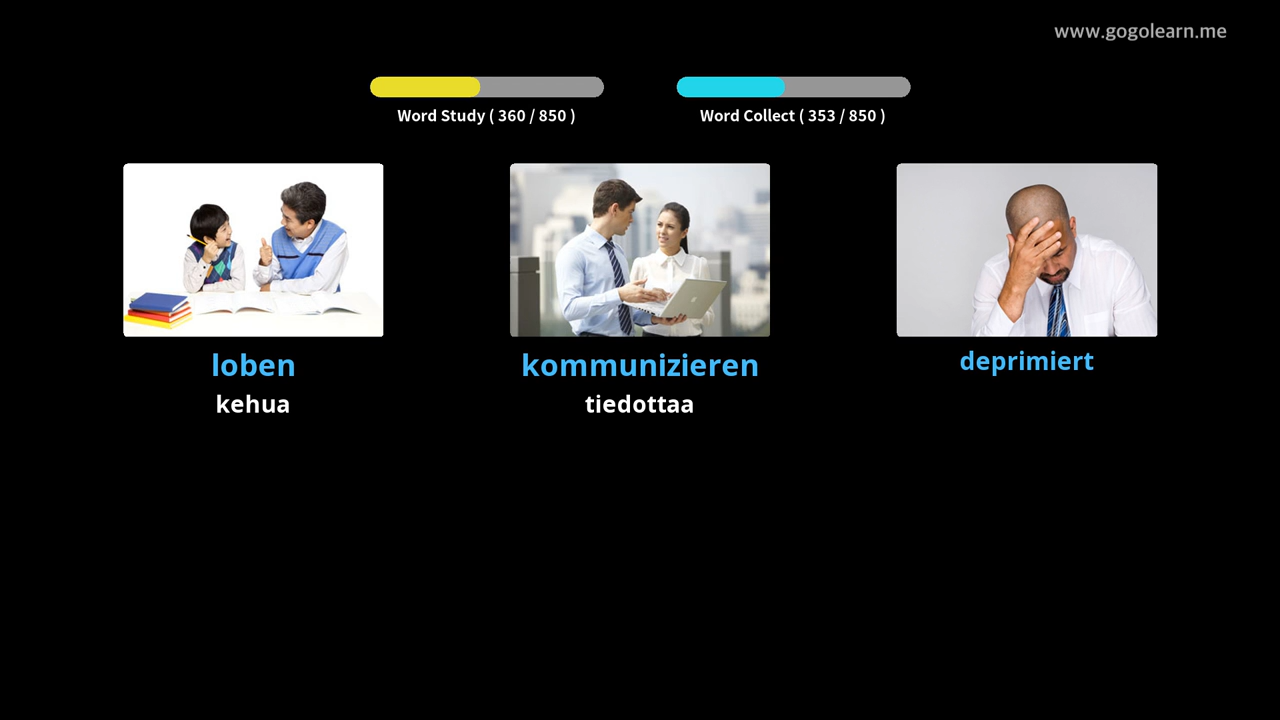 www.gogolearn.me
Word Study ( 360 / 850 )
Word Collect ( 353 / 850 )
loben
kommunizieren
deprimiert
kehua
tiedottaa